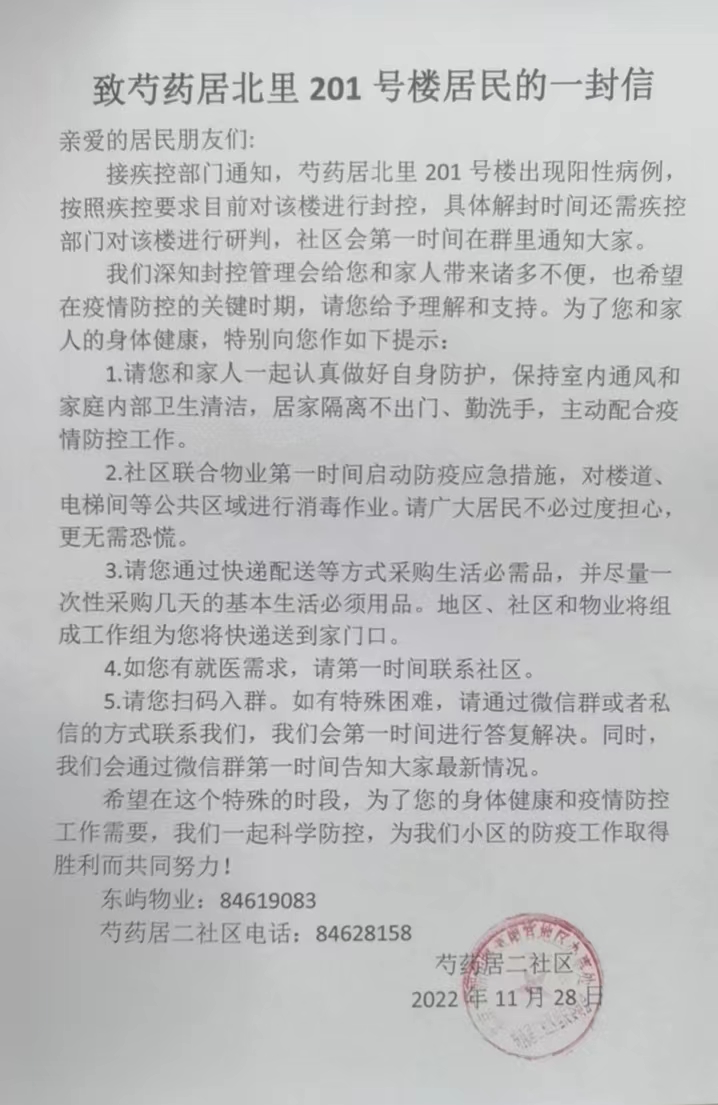 致芍药居北里 201 号楼居民的一封信
亲爱的居民朋友们:
接疾控部门通知，芍药居北里 201 号楼出现阳性病例，
按照疾控要求目前对该楼进行封控，具体解封时间还需疾控
部门对该楼进行研判，社区会第一时间在群里通知大家。
我们深知封控管理会给您和家人带来诸多不便，也希望
在疫情防控的关键时期，请您给予理解和支持。为了您和家
人的身体健康，特别向您作如下提示：
1.请您和家人一起认真做好自身防护，保持室内通风和
家庭内部卫生清洁，居家隔离不出门、勤洗手，主动配合疫
情防控工作。
2.社区联合物业第一时间启动防疫应急措施，对楼道、
电梯间等公共区域进行消毒作业。请广大居民不必过度担心，
更无需恐慌。
3.请您通过快递配送等方式采购生活必需品，并尽量一
次性采购几天的基本生活必须用品。地区、社区和物业将组
成工作组为您将快递送到家门口。
4.如您有就医需求，请第一时间联系社区。
5.请您扫码入群。如有特殊困难，请通过微信群或者私
信的方式联系我们，我们会第一时间进行答复解决。同时，
我们会通过微信群第一时间告知大家最新情况。
希望在这个特殊的时段，为了您的身体健康和疫情防控
工作需要，我们一起科学防控，为我们小区的防疫工作取得
胜利而共同努力！
东屿物业：84619083
芍药居二社区电话：84628158
芍药居二社区
2022 年 11 月 28 日